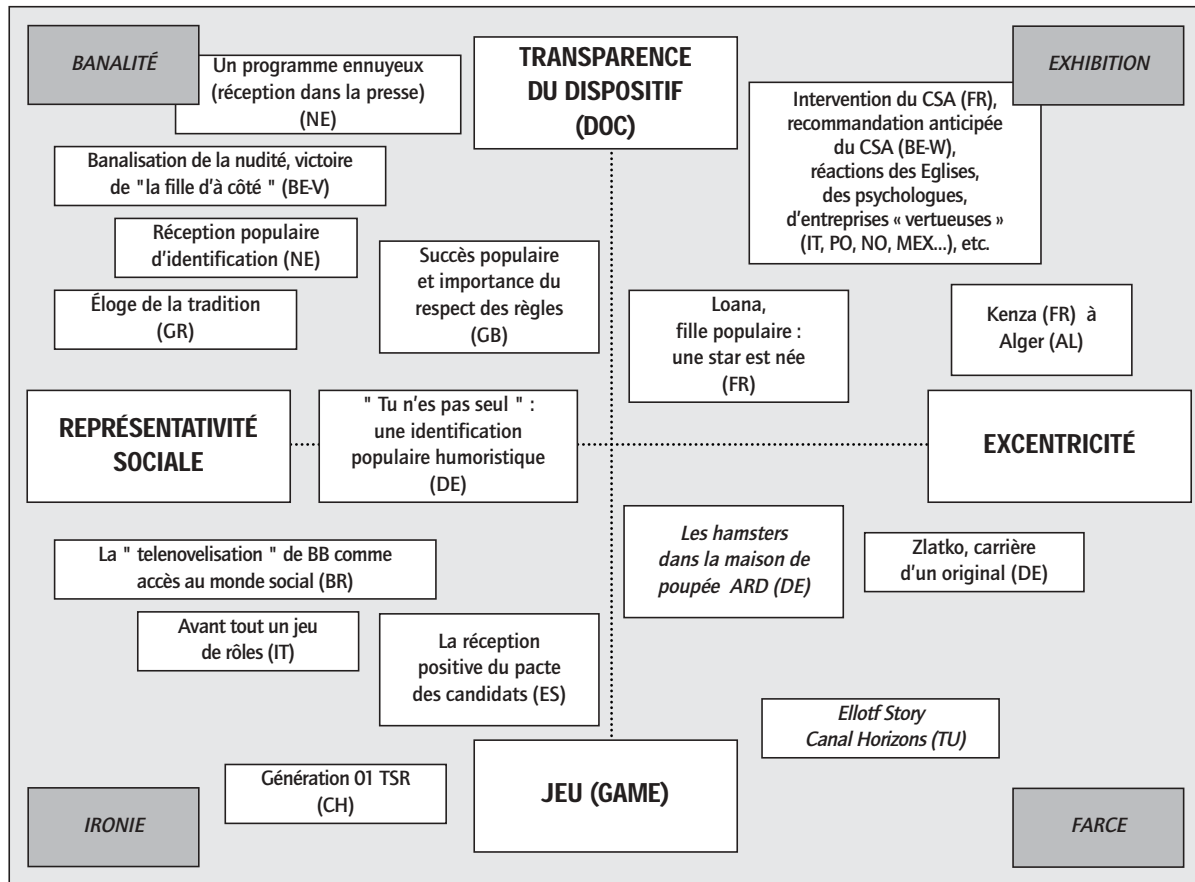 BANALITÉ
Un programme ennuyeux
(réception dans la presse)
(NE)
TRANSPARENCE
DU DISPOSITIF
(DOC)
EXHIBITION
Intervention du CSA (FR),
recommandation anticipée
du CSA (BE-W),
réactions des Eglises,
des psychologues,
d'entreprises « vertueuses »
(IT, PO, NO, MEX...), etc.
Banalisation de la nudité, victoire
de "la fille d'à côté " (BE-V)
Réception populaire
d'identification (NE)
Succès populaire
et importance du
respect des règles
(GB)
Éloge de la tradition
(GR)
Loana,
fille populaire :
une star est née
(FR)
Kenza (FR) à
Alger (AL)
REPRÉSENTATIVITÉ
SOCIALE
" Tu n'es pas seul " :
une identification
populaire humoristique
(DE)
EXCENTRICITÉ
La " telenovelisation " de BB comme
accès au monde social (BR)
Les hamsters
dans la maison de
poupée ARD (DE)
Zlatko, carrière
d'un original (DE)
Avant tout un jeu
de rôles (IT)
La réception
positive du pacte
des candidats (ES)
Ellotf Story
Canal Horizons (TU)
Génération 01 TSR
(CH)
JEU (GAME)
IRONIE
FARCE